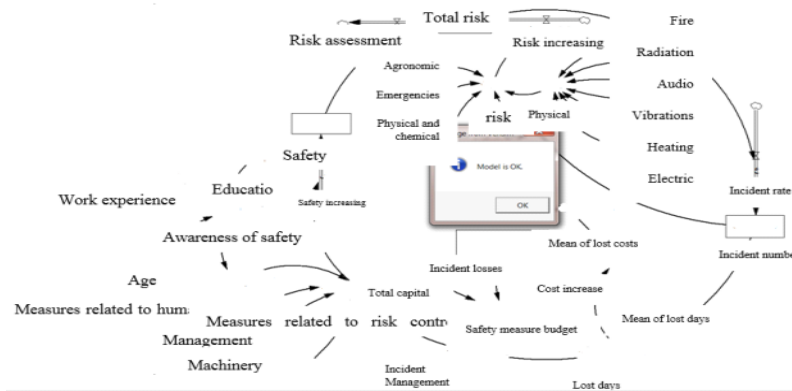 Total risk
Fire
Risk assessment
Risk increasing
Radiation
Agronomic
Audio
Emergencies
Physical and
chemical
risk
Physical
Vibrations
Model is OK.
OK
Heating
Safety
Electric
Work experience
Educatio
Safety increasing
Incident rate
Awareness of safety
Mean of lost costs
Incident numbe
Incident losses
Age
Total capital
Cost increase
Measures related to huma
Measures related to risk contro
Safety measure budget
Mean of lost days
Management
Machinery
Incident
Management
Lost days